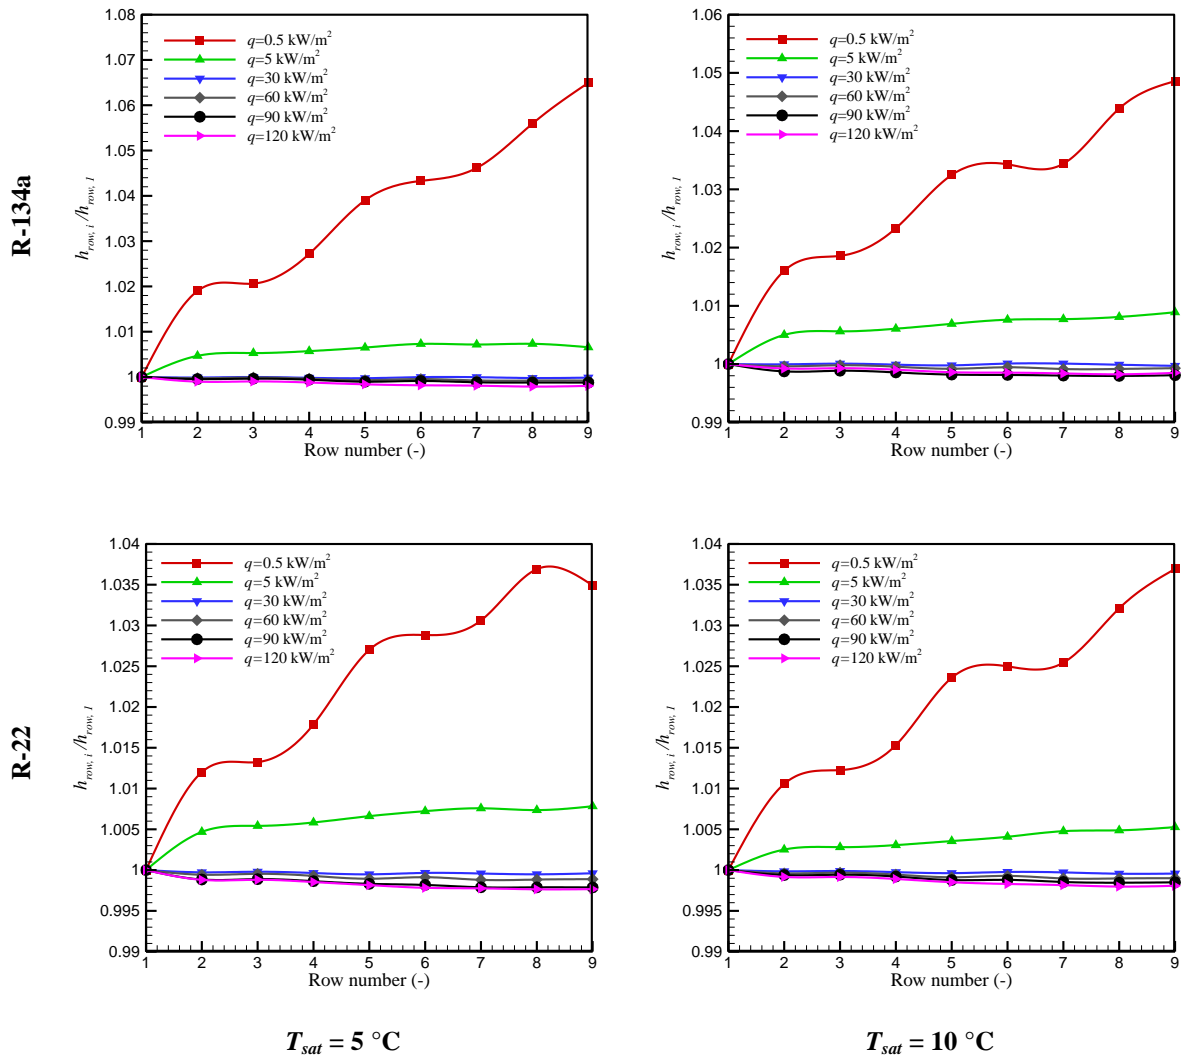 R-134a
h_row, i /h_row, 1
1.08
1.07
1.06
1.05
1.04
1.03
1.02
1.01
1
0.99
q=0.5 kW/m²
q=5 kW/m²
q=30 kW/m²
q=60 kW/m²
q=90 kW/m²
q=120 kW/m²
1 2 3 4 5 6 7 8 9
Row number (-)
h_row, i /h_row, 1
1.06
1.05
1.04
1.03
1.02
1.01
1
0.99
q=0.5 kW/m²
q=5 kW/m²
q=30 kW/m²
q=60 kW/m²
q=90 kW/m²
q=120 kW/m²
1 2 3 4 5 6 7 8 9
Row number (-)
R-22
h_row, i /h_row, 1
1.04
1.035
1.03
1.025
1.02
1.015
1.01
1.005
1
0.995
0.99
q=0.5 kW/m²
q=5 kW/m²
q=30 kW/m²
q=60 kW/m²
q=90 kW/m²
q=120 kW/m²
1 2 3 4 5 6 7 8 9
Row number (-)
h_row, i /h_row, 1
1.04
1.035
1.03
1.025
1.02
1.015
1.01
1.005
1
0.995
0.99
q=0.5 kW/m²
q=5 kW/m²
q=30 kW/m²
q=60 kW/m²
q=90 kW/m²
q=120 kW/m²
1 2 3 4 5 6 7 8 9
Row number (-)
T_sat = 5 °C
T_sat = 10 °C